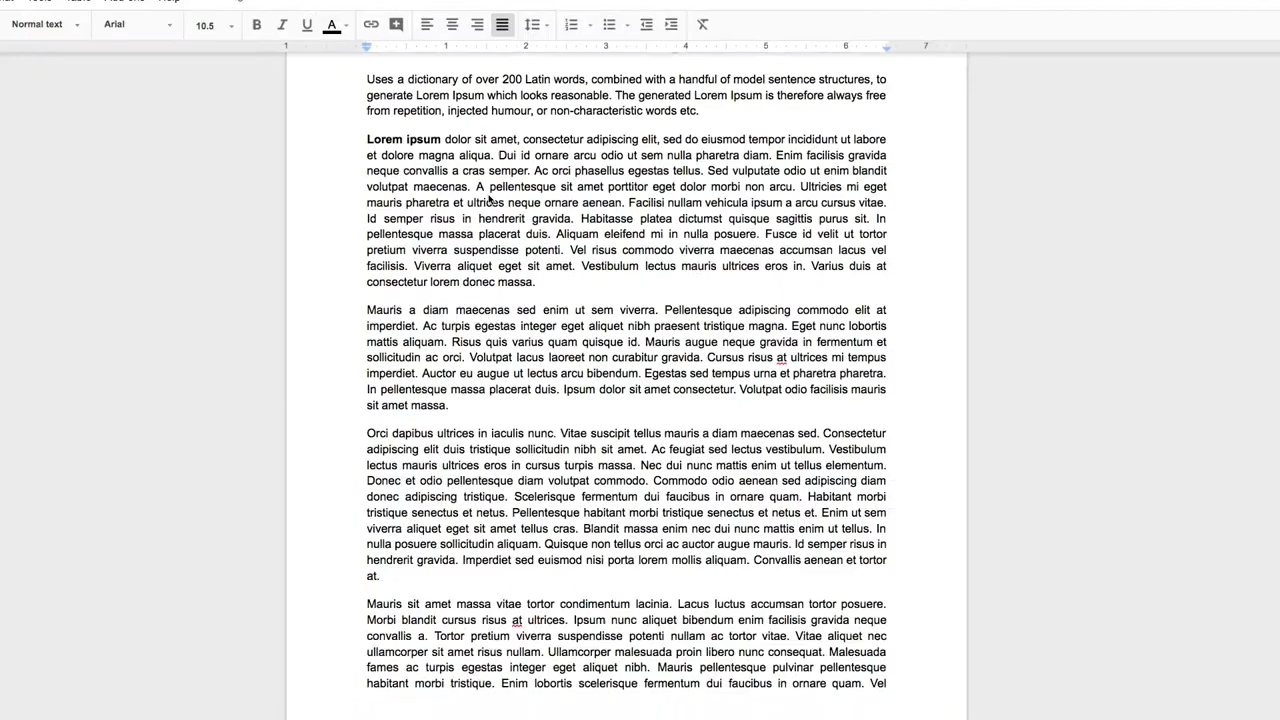 Normal text Arial 10.5 B I U A
1 1 2 3 4 5 6 7
Uses a dictionary of over 200 Latin words, combined with a handful of model sentence structures, to
generate Lorem Ipsum which looks reasonable. The generated Lorem Ipsum is therefore always free
from repetition, injected humour, or non-characteristic words etc.
Lorem ipsum dolor sit amet, consectetur adipiscing elit, sed do eiusmod tempor incididunt ut labore
et dolore magna aliqua. Dui id ornare arcu odio ut sem nulla pharetra diam. Enim facilisis gravida
neque convallis a cras semper. Ac orci phasellus egestas tellus. Sed vulputate odio ut enim blandit
volutpat maecenas. A pellentesque sit amet porttitor eget dolor morbi non arcu. Ultricies mi eget
mauris pharetra et ultrices neque ornare aenean. Facilisi nullam vehicula ipsum a arcu cursus vitae.
Id semper risus in hendrerit gravida. Habitasse platea dictumst quisque sagittis purus sit. In
pellentesque massa placerat duis. Aliquam eleifend mi in nulla posuere. Fusce id velit ut tortor
pretium viverra suspendisse potenti. Vel risus commodo viverra maecenas accumsan lacus vel
facilisis. Viverra aliquet eget sit amet. Vestibulum lectus mauris ultrices eros in. Varius duis at
consectetur lorem donec massa.
Mauris a diam maecenas sed enim ut sem viverra. Pellentesque adipiscing commodo elit at
imperdiet. Ac turpis egestas integer eget aliquet nibh praesent tristique magna. Eget nunc lobortis
mattis aliquam. Risus quis varius quam quisque id. Mauris augue neque gravida in fermentum et
sollicitudin ac orci. Volutpat lacus laoreet non curabitur gravida. Cursus risus at ultrices mi tempus
imperdiet. Auctor eu augue ut lectus arcu bibendum. Egestas sed tempus urna et pharetra pharetra.
In pellentesque massa placerat duis. Ipsum dolor sit amet consectetur. Volutpat odio facilisis mauris
sit amet massa.
Orci dapibus ultrices in iaculis nunc. Vitae suscipit tellus mauris a diam maecenas sed. Consectetur
adipiscing elit duis tristique sollicitudin nibh sit amet. Ac feugiat sed lectus vestibulum. Vestibulum
lectus mauris ultrices eros in cursus turpis massa. Nec dui nunc mattis enim ut tellus elementum.
Donec et odio pellentesque diam volutpat commodo. Commodo odio aenean sed adipiscing diam
donec adipiscing tristique. Scelerisque fermentum dui faucibus in ornare quam. Habitant morbi
tristique senectus et netus. Pellentesque habitant morbi tristique senectus et netus et. Enim ut sem
viverra aliquet eget sit amet tellus cras. Blandit massa enim nec dui nunc mattis enim ut tellus. In
nulla posuere sollicitudin aliquam. Quisque non tellus orci ac auctor augue mauris. Id semper risus in
hendrerit gravida. Imperdiet sed euismod nisi porta lorem mollis aliquam. Convallis aenean et tortor
at.
Mauris sit amet massa vitae tortor condimentum lacinia. Lacus luctus accumsan tortor posuere.
Morbi blandit cursus risus at ultrices. Ipsum nunc aliquet bibendum enim facilisis gravida neque
convallis a. Tortor pretium viverra suspendisse potenti nullam ac tortor vitae. Vitae aliquet nec
ullamcorper sit amet risus nullam. Ullamcorper malesuada proin libero nunc consequat. Malesuada
fames ac turpis egestas integer eget aliquet nibh. Mauris pellentesque pulvinar pellentesque
habitant morbi tristique. Enim lobortis scelerisque fermentum dui faucibus in ornare quam. Vel